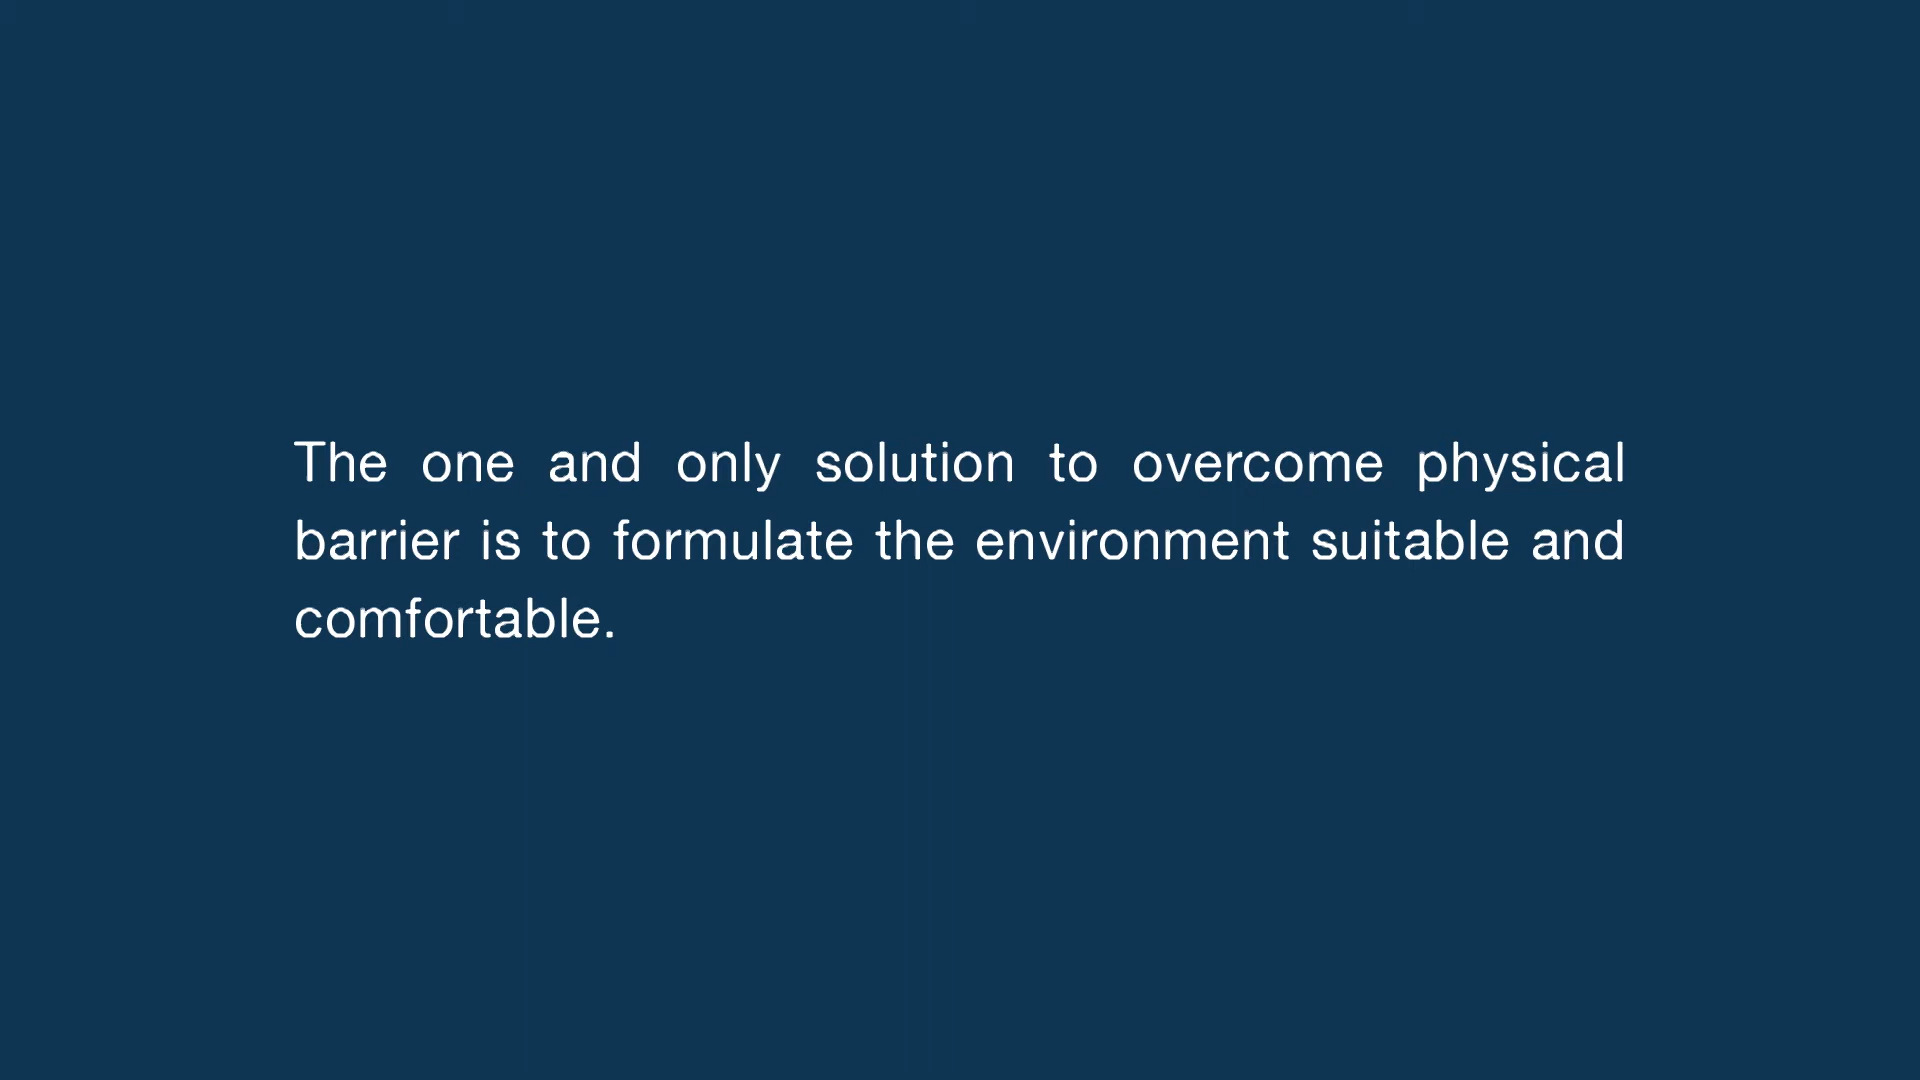 The one and only solution to overcome physical
barrier is to formulate the environment suitable and
comfortable.